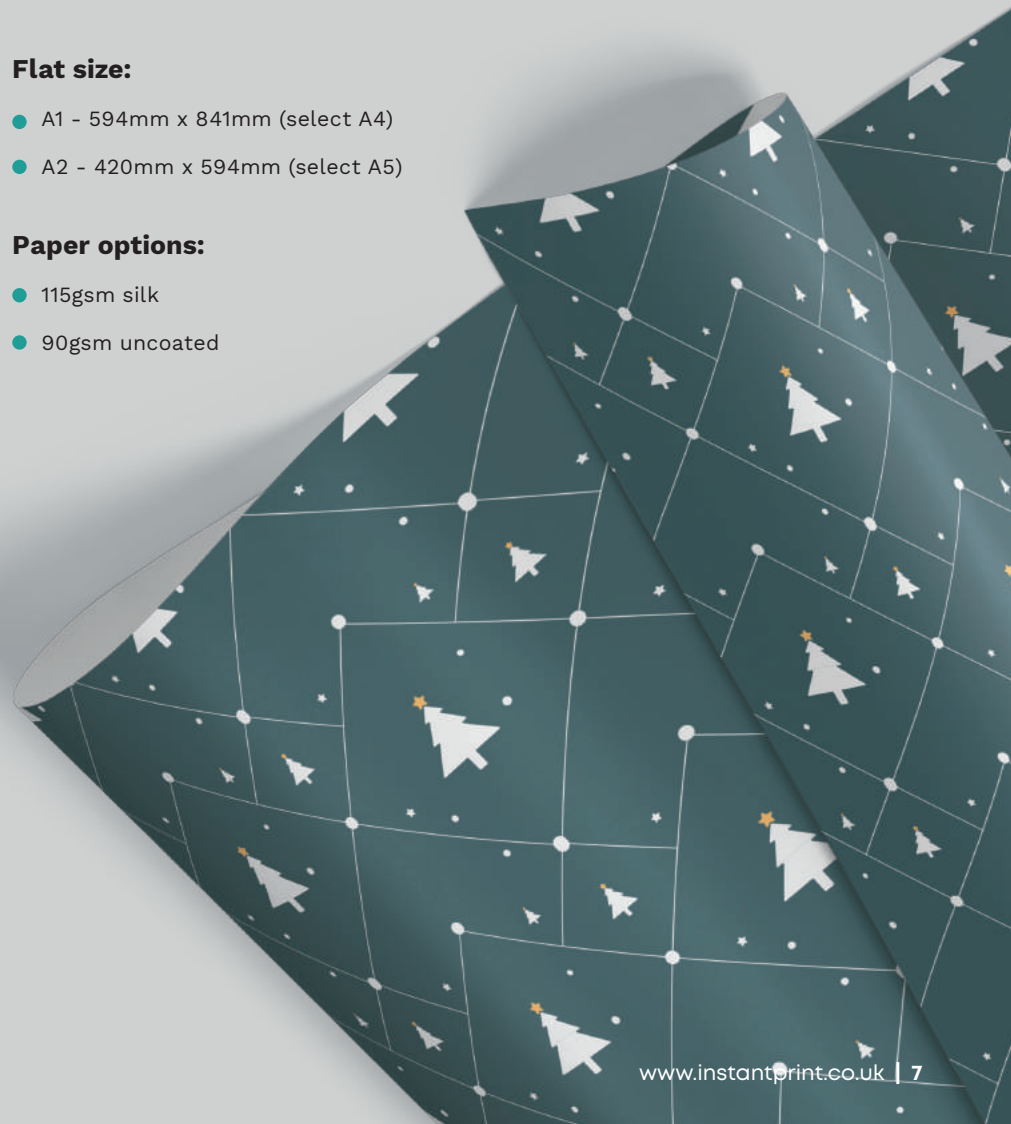 Flat size:
A1 - 594mm x 841mm (select A4)
A2 - 420mm x 594mm (select A5)
Paper options:
115gsm silk
90gsm uncoated
www.instantprint.co.uk | 7